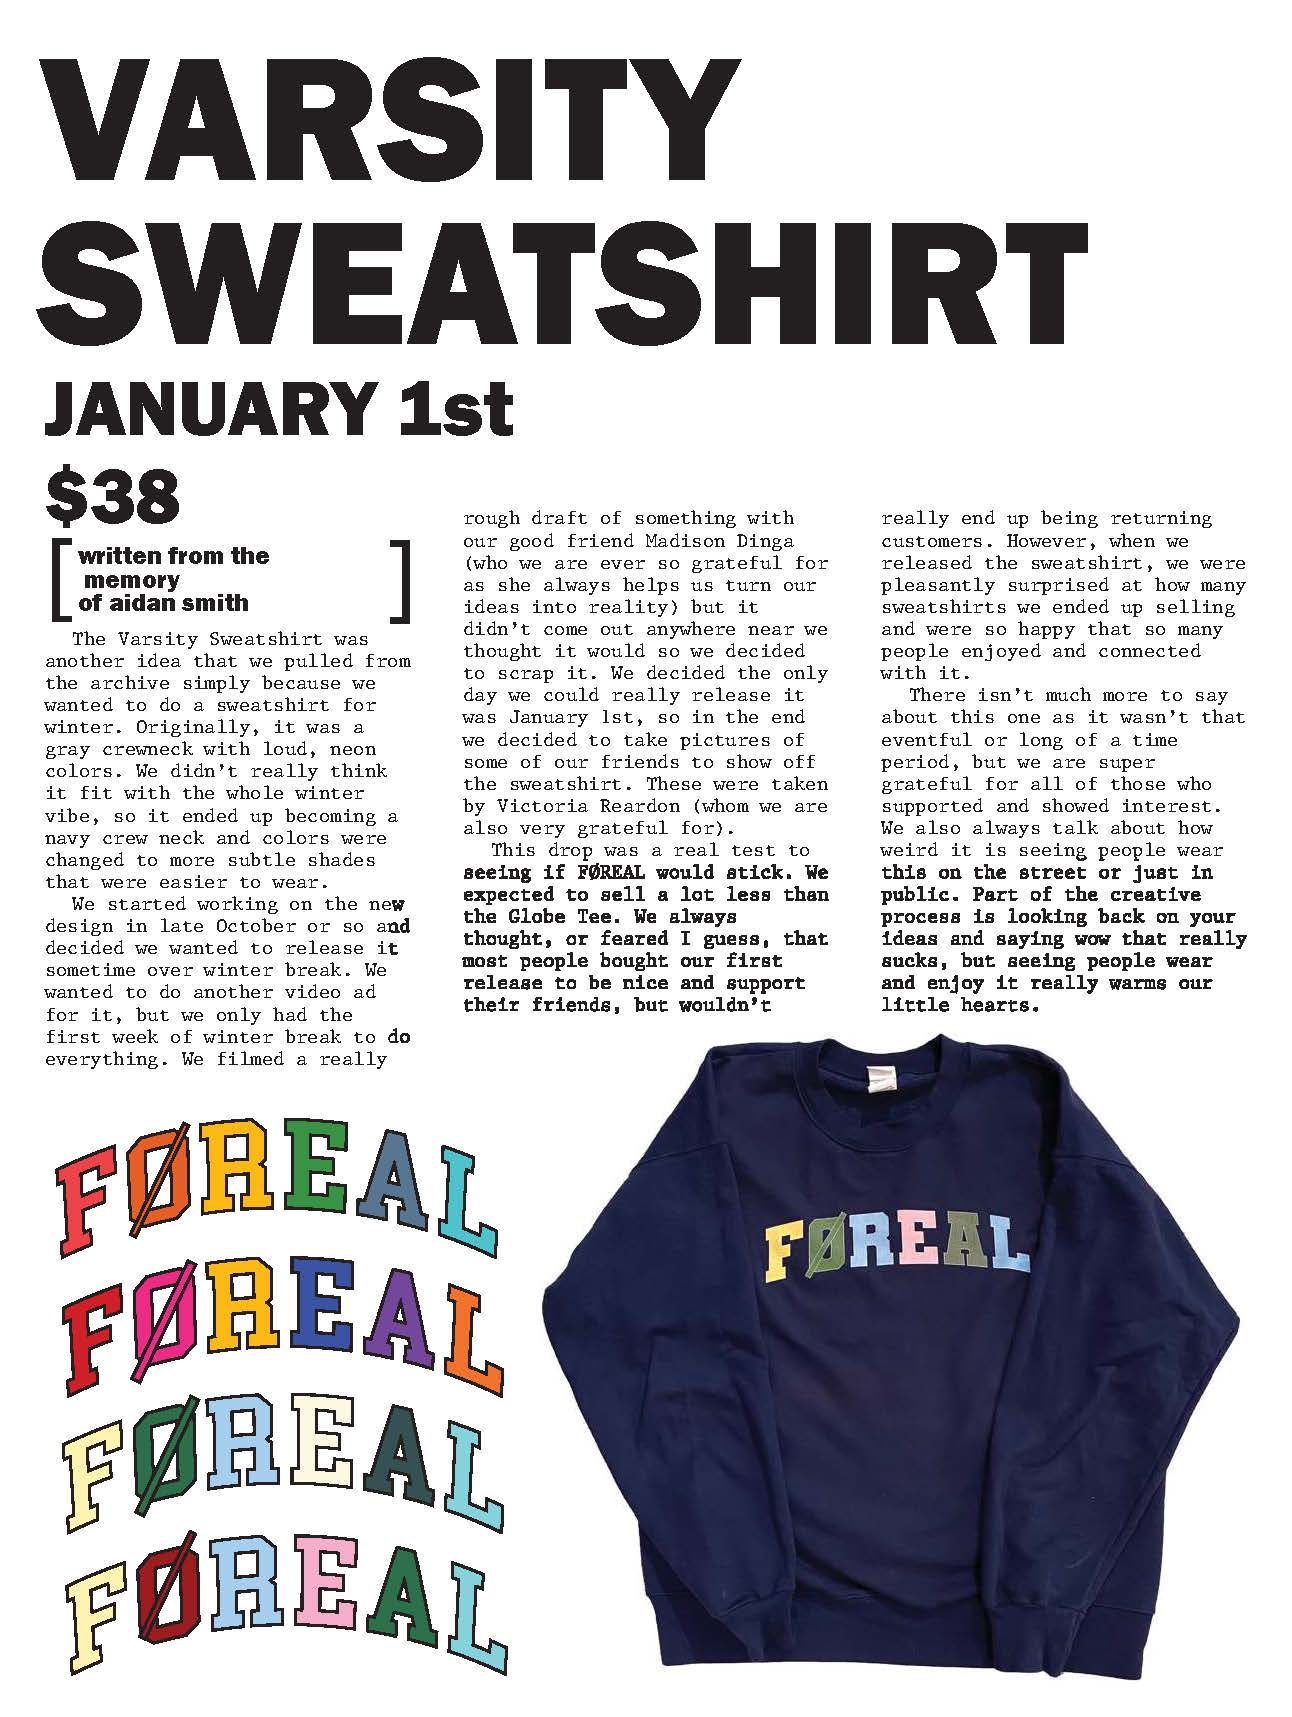 VARSITY
SWEATSHIRT
JANUARY 1st
$38
[written from the
memory
of aidan smith]
The Varsity Sweatshirt was
another idea that we pulled from
the archive simply because we
wanted to do a sweatshirt for
winter. Originally, it was a
gray crewneck with loud, neon
colors. We didn't really think
it fit with the whole winter
vibe, so it ended up becoming a
navy crew neck and colors were
changed to more subtle shades
that were easier to wear.
We started working on the new
design in late October or so and
decided we wanted to release it
sometime over winter break. We
wanted to do another video ad
for it, but we only had the
first week of winter break to do
everything. We filmed a really
rough draft of something with
our good friend Madison Dinga
(who we are ever so grateful for
as she always helps us turn our
ideas into reality) but it
didn't come out anywhere near we
thought it would so we decided
to scrap it. We decided the only
day we could really release it
was January 1st, so in the end
we decided to take pictures of
some of our friends to show off
the sweatshirt. These were taken
by Victoria Reardon (whom we are
also very grateful for).
This drop was a real test to
seeing if FØREAL would stick. We
expected to sell a lot less than
the Globe Tee. We always
thought, or feared I guess, that
most people bought our first
release to be nice and support
their friends, but wouldn't
really end up being returning
customers. However, when we
released the sweatshirt, we were
pleasantly surprised at how many
sweatshirts we ended up selling
and were so happy that so many
people enjoyed and connected
with it.
There isn't much more to say
about this one as it wasn't that
eventful or long of a time
period, but we are super
grateful for all of those who
supported and showed interest.
We also always talk about how
weird it is seeing people wear
this on the street or just in
public. Part of the creative
process is looking back on your
ideas and saying wow that really
sucks, but seeing people wear
and enjoy it really warms our
little hearts.
FØREAL
FØREAL
FØREAL
FØREAL
FØREAL